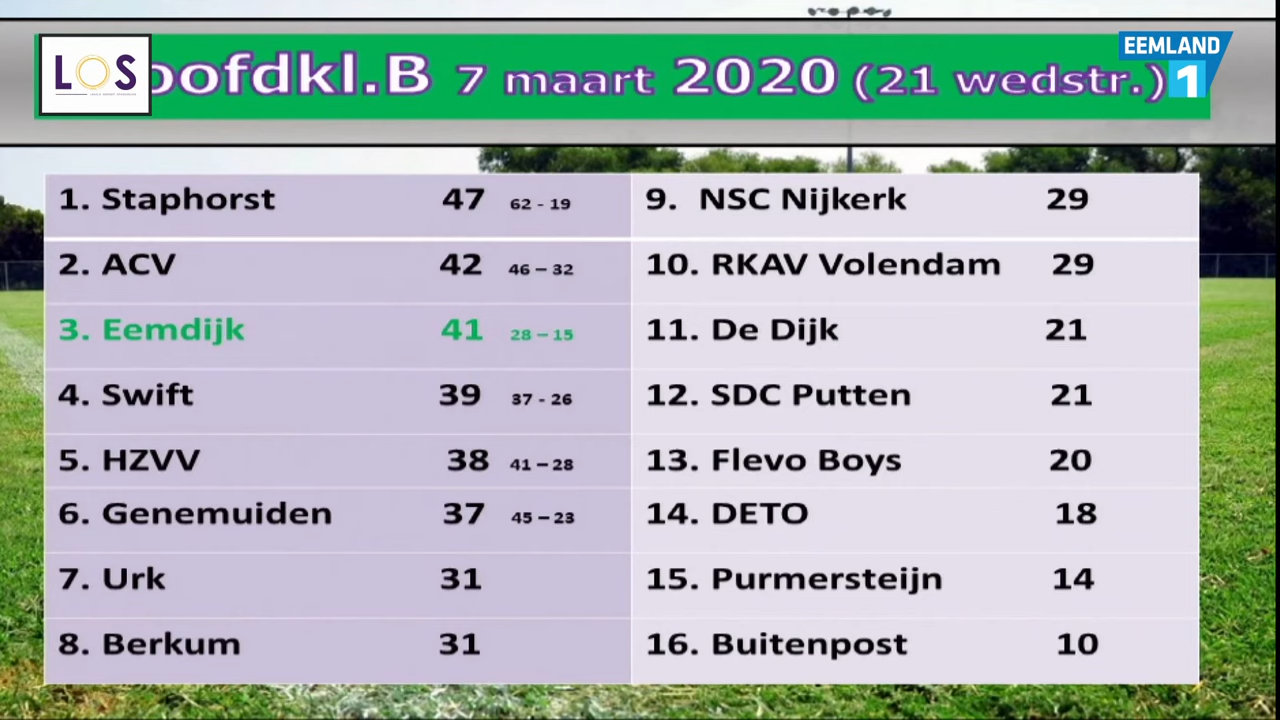 LOS
oofdkl.B 7 maart 2020 (21 wedstr.)
EEMLAND
1
1. Staphorst 47 62 - 19
2. ACV 42 46 – 32
3. Eemdijk 41 28 – 15
4. Swift 39 37 - 26
5. HZVV 38 41 – 28
6. Genemuiden 37 45 – 23
7. Urk 31
8. Berkum 31
9. NSC Nijkerk 29
10. RKAV Volendam 29
11. De Dijk 21
12. SDC Putten 21
13. Flevo Boys 20
14. DETO 18
15. Purmersteijn 14
16. Buitenpost 10